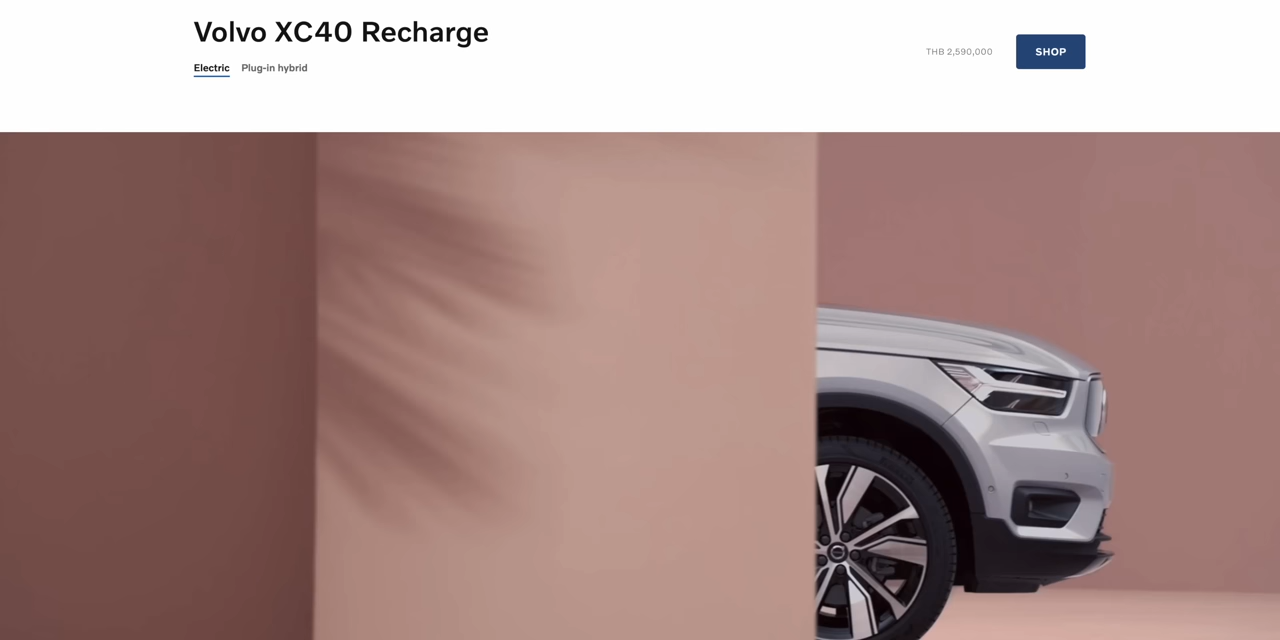 Volvo XC40 Recharge
Electric Plug-in hybrid
THB 2,590,000
SHOP